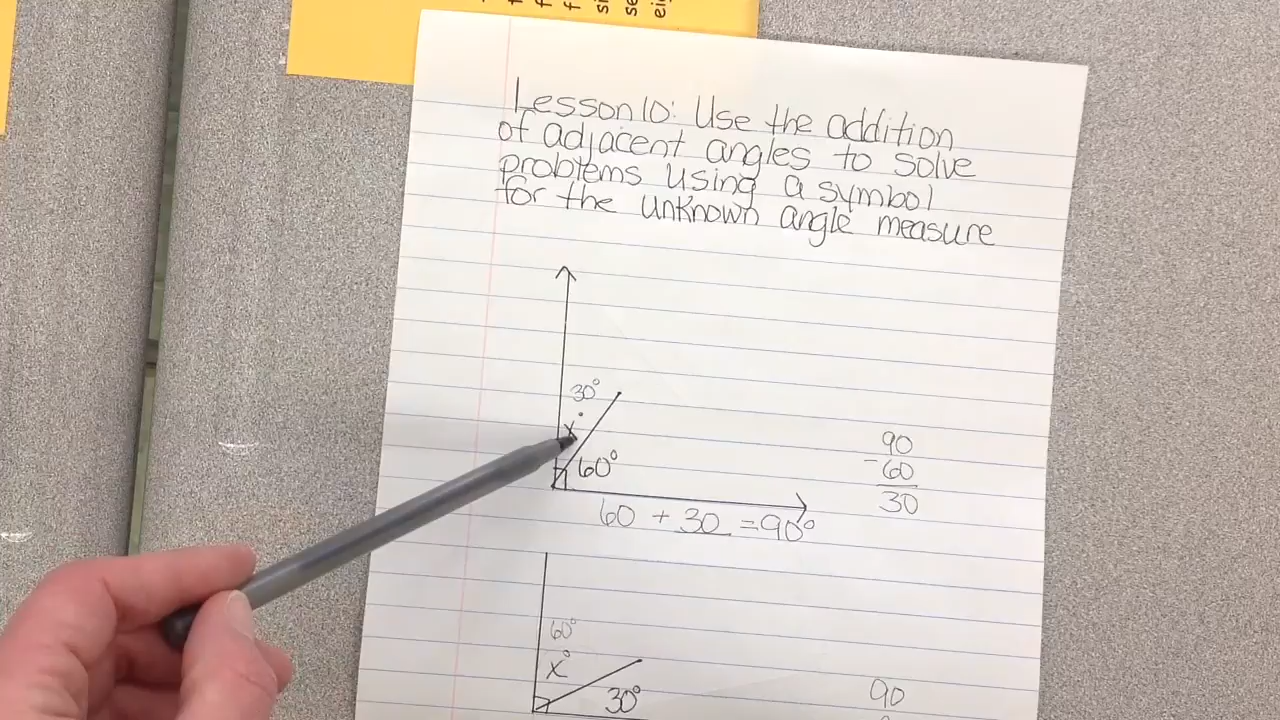 Lesson 10: Use the addition
of adjacent angles to solve
problems using a symbol
for the unknown angle measure
30°
x°
60°
90
-60
30
60 + 30 = 90°
60°
x°
30°
90